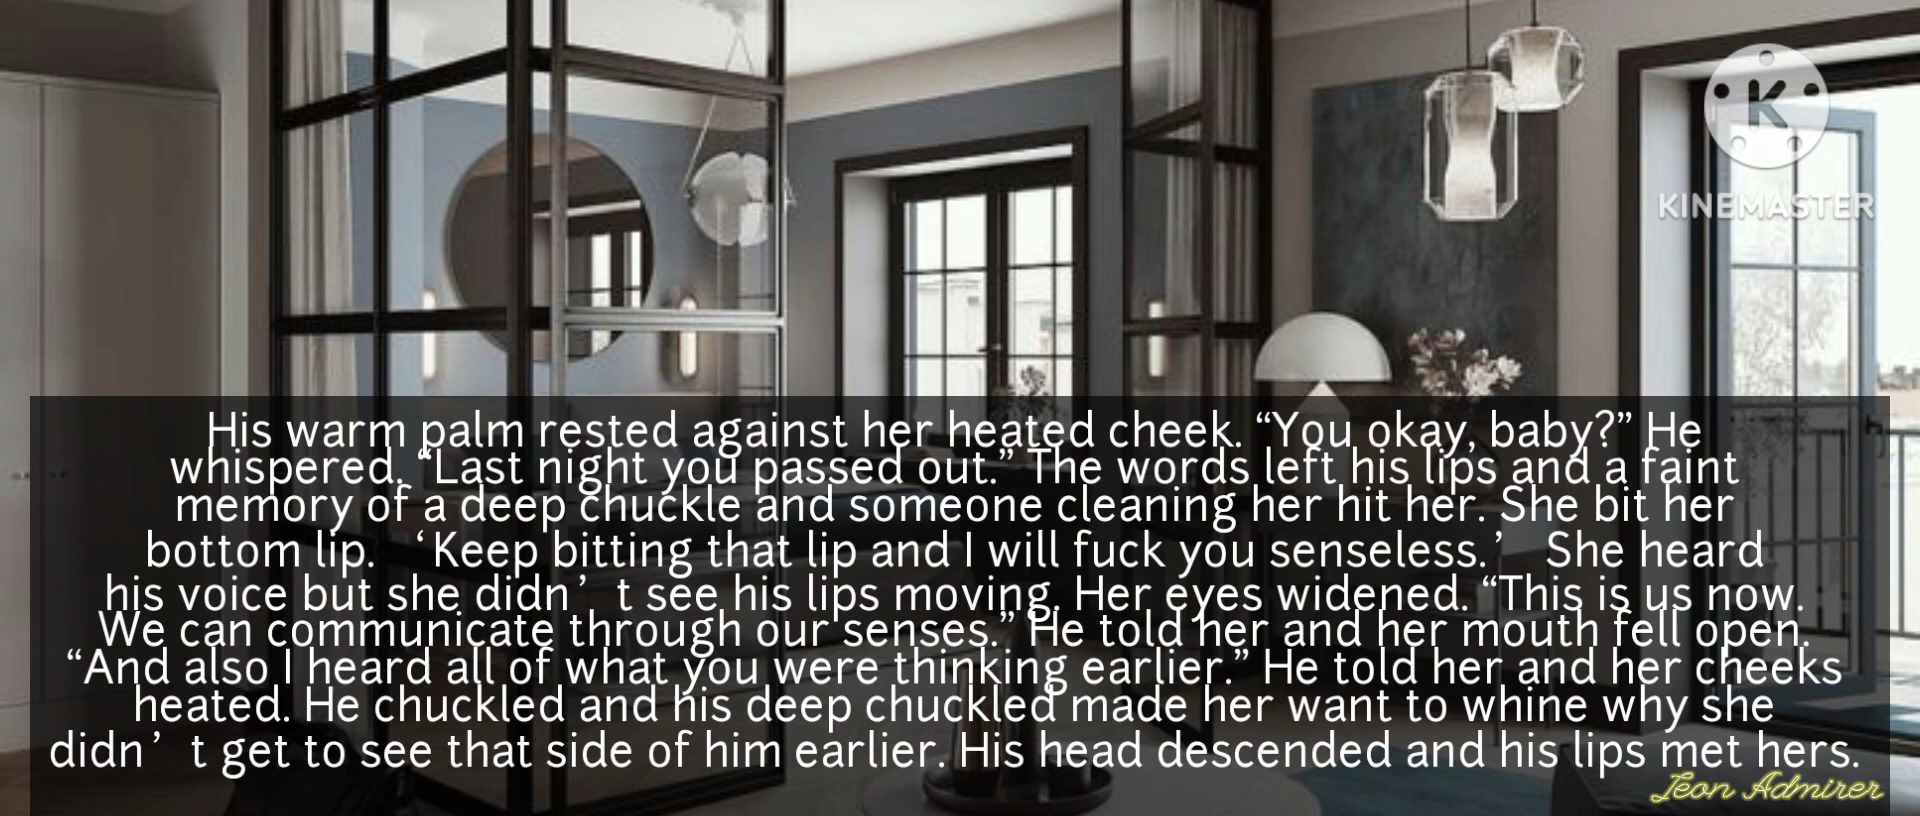 KINEMASTER
His warm palm rested against her heated cheek. “You okay, baby?” He
whispered. “Last night you passed out.” The words left his lips and a faint
memory of a deep chuckle and someone cleaning her hit her. She bit her
bottom lip. ‘Keep bitting that lip and I will fuck you senseless.’ She heard
his voice but she didn’t see his lips moving. Her eyes widened. “This is us now.
We can communicate through our senses.” He told her and her mouth fell open.
“And also I heard all of what you were thinking earlier.” He told her and her cheeks
heated. He chuckled and his deep chuckled made her want to whine why she
didn’t get to see that side of him earlier. His head descended and his lips met hers.
Leon Admirer